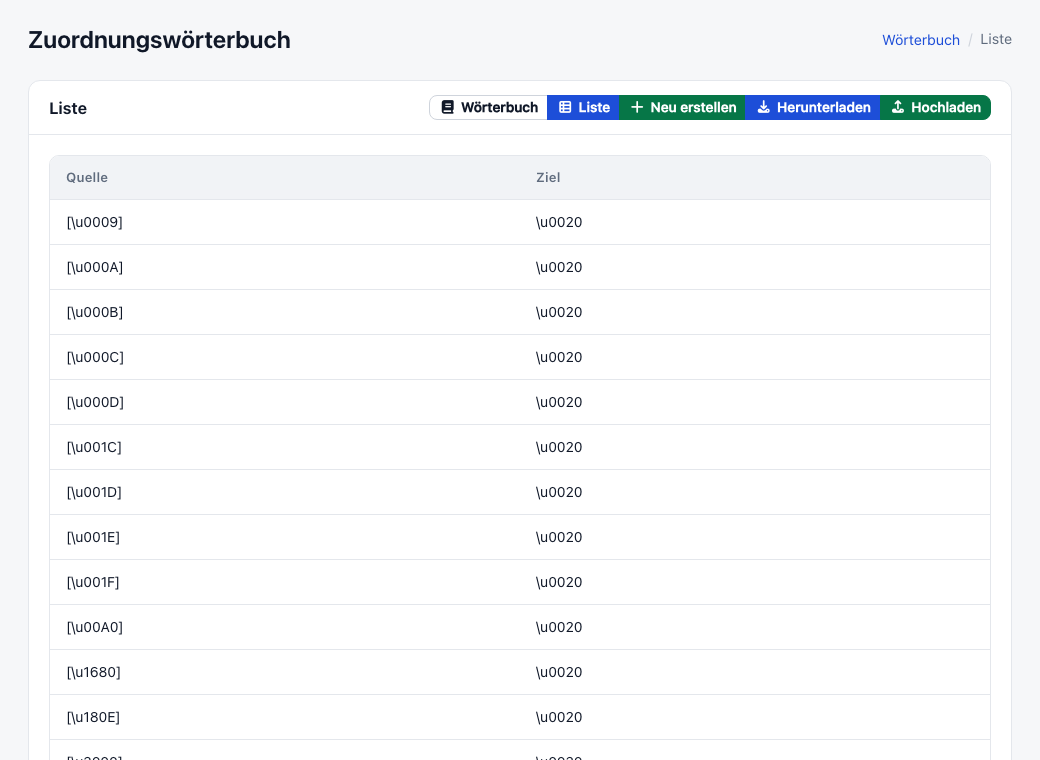 Zuordnungswörterbuch
Wörterbuch / Liste
Liste
Wörterbuch
Liste
Neu erstellen
Herunterladen
Hochladen
Quelle Ziel
[\u0009] \u0020
[\u000A] \u0020
[\u000B] \u0020
[\u000C] \u0020
[\u000D] \u0020
[\u001C] \u0020
[\u001D] \u0020
[\u001E] \u0020
[\u001F] \u0020
[\u00A0] \u0020
[\u1680] \u0020
[\u180E] \u0020